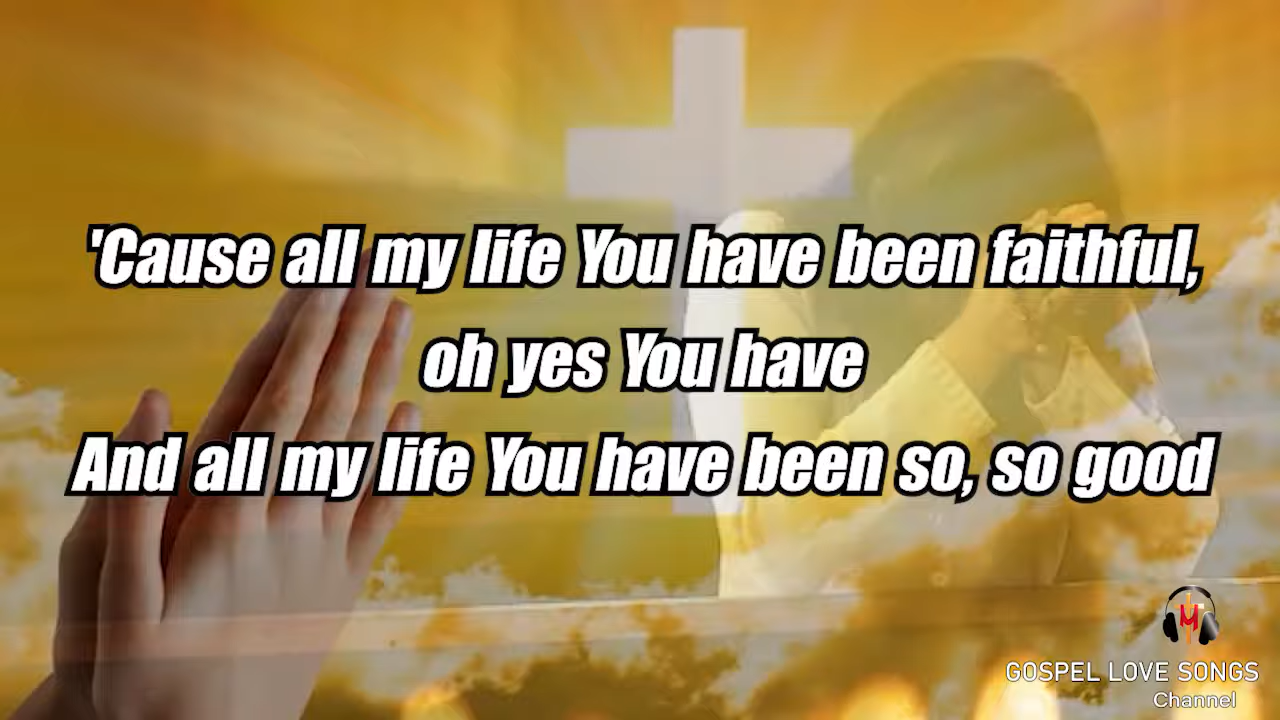 'Cause all my life You have been faithful,
oh yes You have
And all my life You have been so, so good
GOSPEL LOVE SONGS
Channel